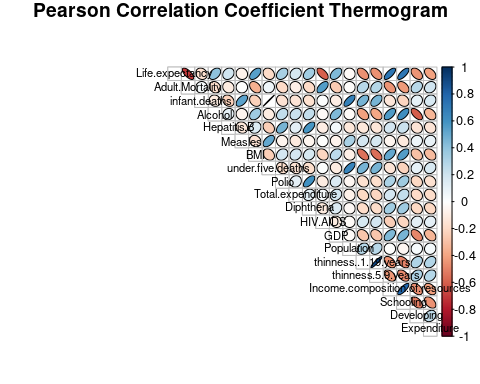 Pearson Correlation Coefficient Thermogram
Life.expectancy
Adult.Mortality
infant.deaths
Alcohol
Hepatitis.B
Measles
BMI
under.five.deaths
Polio
Total.expenditure
Diphtheria
HIV.AIDS
GDP
Population
thinness..1.19.years
thinness.5.9.years
Income.composition.of.resources
Schooling
Developing
Expenditure
1
0.8
0.6
0.4
0.2
0
-0.2
-0.4
-0.6
-0.8
-1